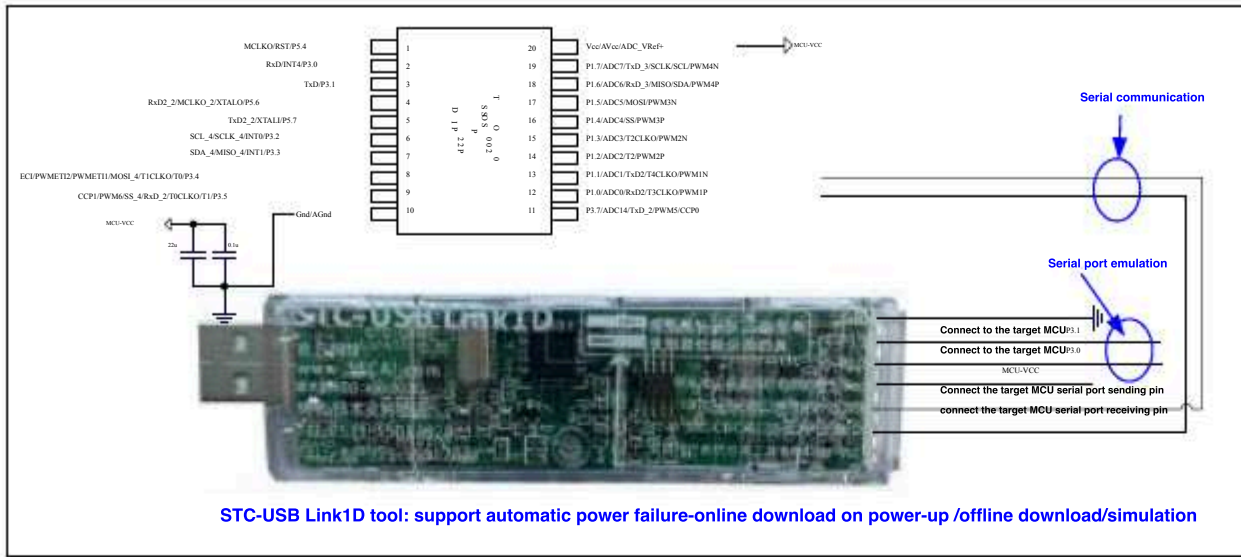 MCLKO/RST/P5.4
RxD/INT4/P3.0
TxD/P3.1
RxD2_2/MCLKO_2/XTALO/P5.6
TxD2_2/XTALI/P5.7
SCL_4/SCLK_4/INT0/P3.2
SDA_4/MISO_4/INT1/P3.3
ECI/PWMETI2/PWMETI1/MOSI_4/T1CLKO/T0/P3.4
CCP1/PWM6/SS_4/RxD_2/T0CLKO/T1/P3.5
Gnd/AGnd
1
2
3
4
5
6
7
8
9
10
T
SSDS
P
O
0020
D IP 22P
20
19
18
17
16
15
14
13
12
11
Vcc/AVcc/ADC_VRef+
P1.7/ADC7/TxD_3/SCLK/SCL/PWM4N
P1.6/ADC6/RxD_3/MISO/SDA/PWM4P
P1.5/ADC5/MOSI/PWM3N
P1.4/ADC4/SS/PWM3P
P1.3/ADC3/T2CLKO/PWM2N
P1.2/ADC2/T2/PWM2P
P1.1/ADC1/TxD2/T4CLKO/PWM1N
P1.0/ADC0/RxD2/T3CLKO/PWM1P
P3.7/ADC14/TxD_2/PWM5/CCP0
MCU-VCC
MCU-VCC
22u
0.1u
Serial communication
Serial port emulation
STC-USB Link1D
Connect to the target MCUP3.1
Connect to the target MCUP3.0
MCU-VCC
Connect the target MCU serial port sending pin
connect the target MCU serial port receiving pin
STC-USB Link1D tool: support automatic power failure-online download on power-up /offline download/simulation